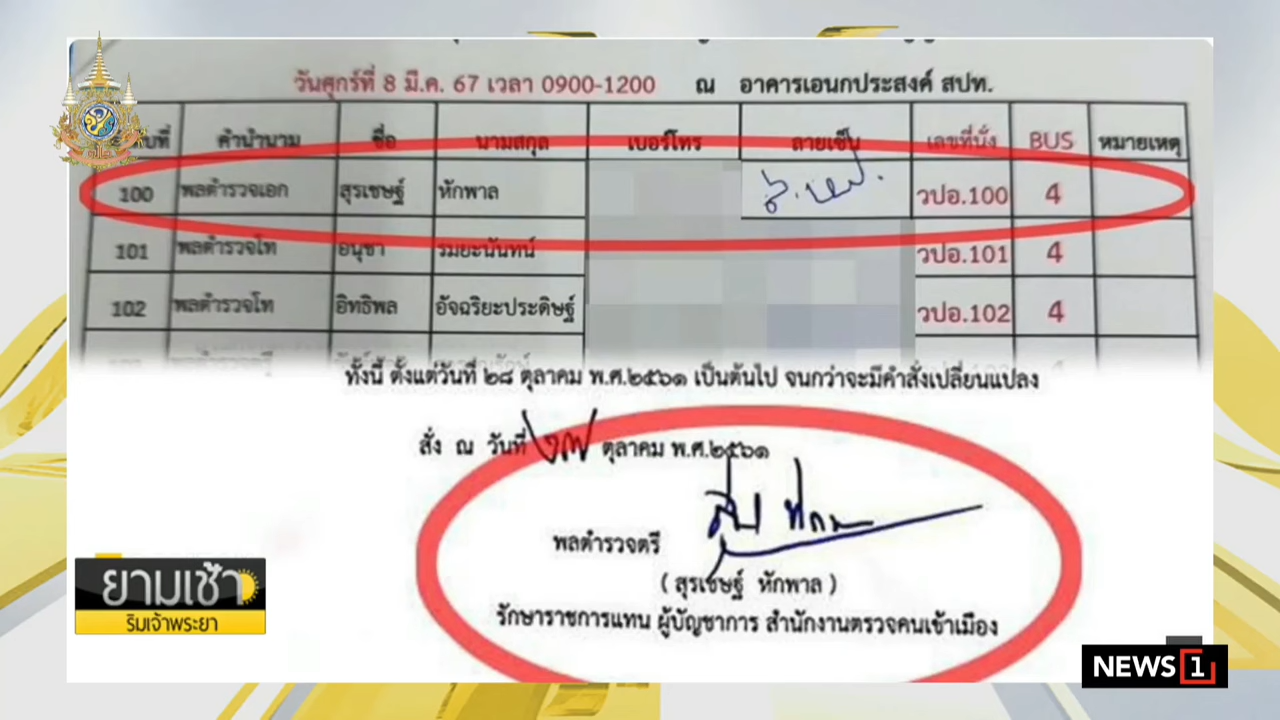 วันศุกร์ที่ 8 มี.ค. 67 เวลา 0900-1200 ณ อาคารเอนกประสงค์ สปท.
คำนำนาม ชื่อ นามสกุล เบอร์โทร ลายเซ็น เลขที่นั่ง BUS หมายเหตุ
100 พลตำรวจเอก สุรเชษฐ์ หักพาล วปอ.100 4
101 พลตำรวจโท อนุชา รมยะนันทน์ วปอ.101 4
102 พลตำรวจโท อิทธิพล อัจฉริยะประดิษฐ์ วปอ.102 4
ทั้งนี้ ตั้งแต่วันที่ ๒๘ ตุลาคม พ.ศ.๒๕๖๑ เป็นต้นไป จนกว่าจะมีคำสั่งเปลี่ยนแปลง
สั่ง ณ วันที่ ๒๗ ตุลาคม พ.ศ.๒๕๖๑
พลตำรวจตรี
( สุรเชษฐ์ หักพาล )
รักษาราชการแทน ผู้บัญชาการ สำนักงานตรวจคนเข้าเมือง
ยามเช้า
ริมเจ้าพระยา
NEWS 1